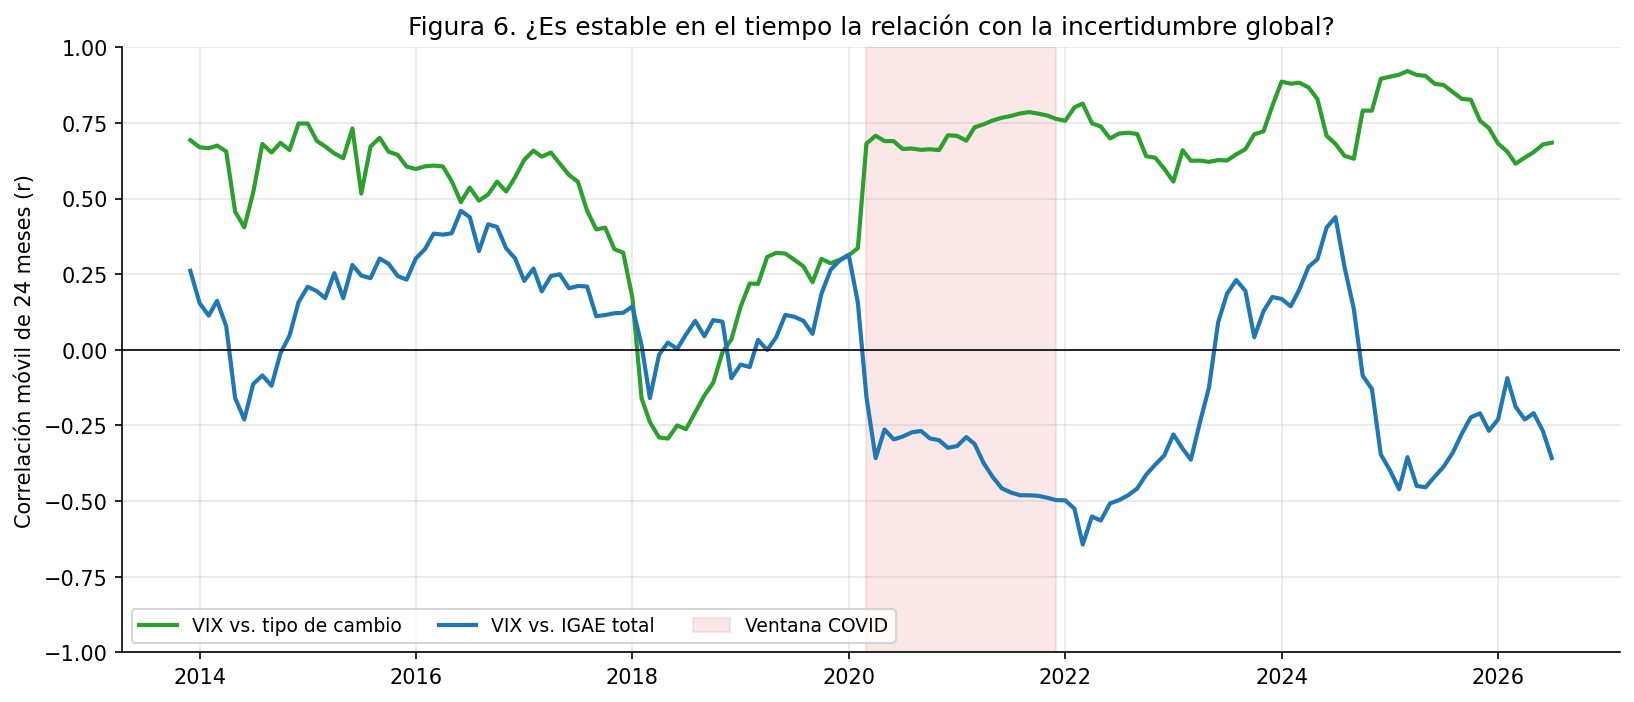 Figura 6. ¿Es estable en el tiempo la relación con la incertidumbre global?
Correlación móvil de 24 meses (r)
1.00
0.75
0.50
0.25
0.00
−0.25
−0.50
−0.75
−1.00
VIX vs. tipo de cambio VIX vs. IGAE total Ventana COVID
2014 2016 2018 2020 2022 2024 2026